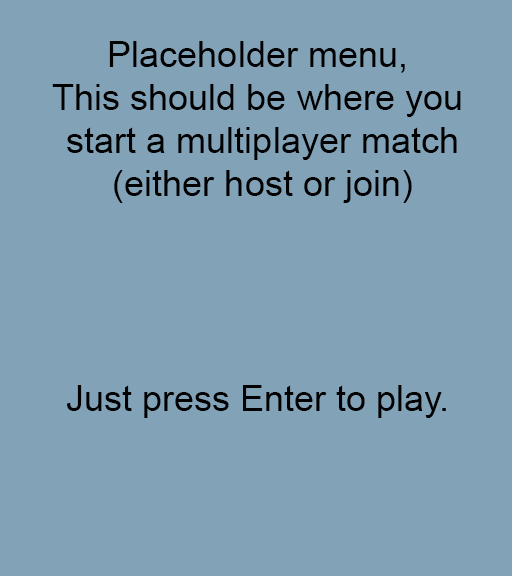 Placeholder menu,
This should be where you
start a multiplayer match
(either host or join)
Just press Enter to play.